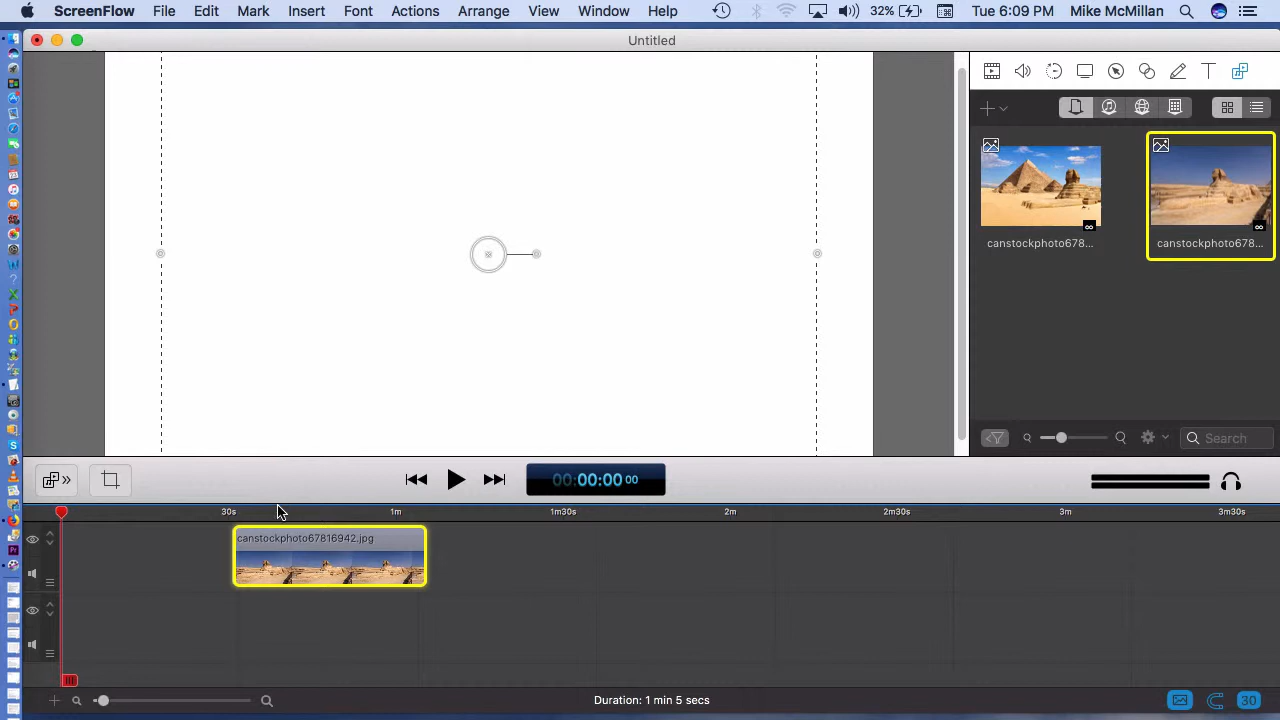 ScreenFlow File Edit Mark Insert Font Actions Arrange View Window Help 32% Tue 6:09 PM Mike McMillan
Untitled
canstockphoto678... canstockphoto678...
Search
00:00:00 00
30s 1m 1m30s 2m 2m30s 3m 3m30s
canstockphoto67816942.jpg
Duration: 1 min 5 secs 30